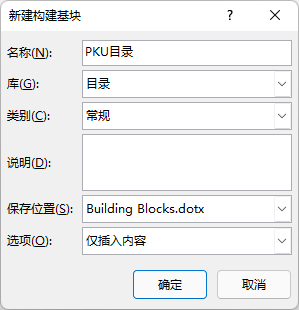 新建构建基块 ? ×
名称(N): PKU目录
库(G): 目录
类别(C): 常规
说明(D):
保存位置(S): Building Blocks.dotx
选项(O): 仅插入内容
确定 取消